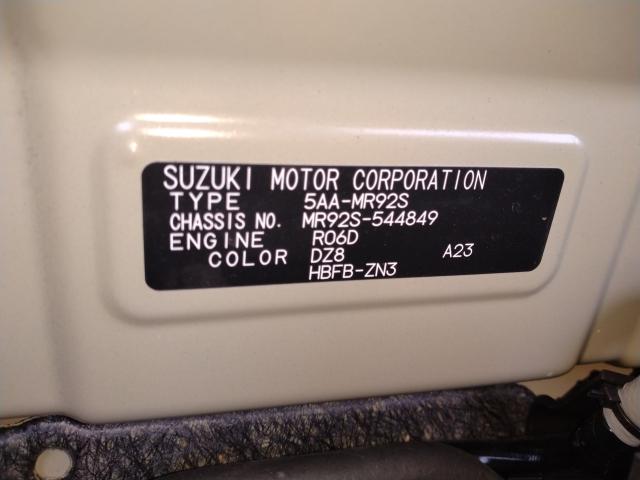 SUZUKI MOTOR CORPORATION
TYPE 5AA-MR92S
CHASSIS NO. MR92S-544849
ENGINE R06D
COLOR DZ8 A23
HBFB-ZN3